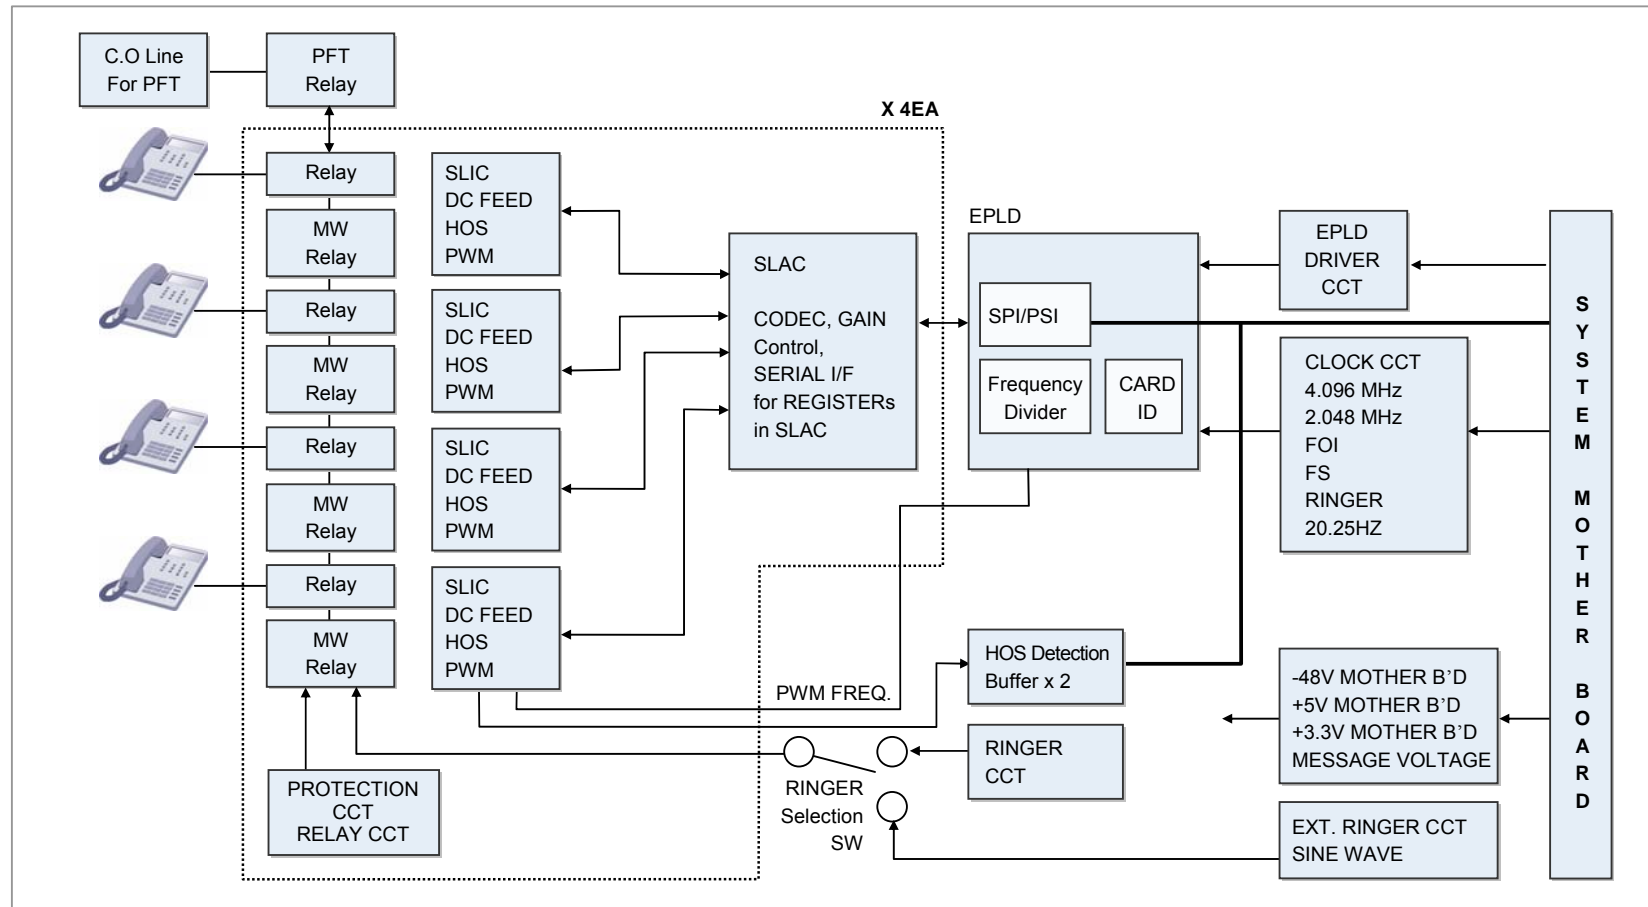 C.O Line
For PFT
PFT
Relay
X 4EA
Relay
MW
Relay
Relay
MW
Relay
Relay
MW
Relay
Relay
MW
Relay
SLIC
DC FEED
HOS
PWM
SLIC
DC FEED
HOS
PWM
SLIC
DC FEED
HOS
PWM
SLIC
DC FEED
HOS
PWM
SLAC
CODEC, GAIN
Control,
SERIAL I/F
for REGISTERs
in SLAC
EPLD
SPI/PSI
Frequency
Divider
CARD
ID
EPLD
DRIVER
CCT
CLOCK CCT
4.096 MHz
2.048 MHz
FOI
FS
RINGER
20.25HZ
SYSTEM MOTHER BOARD
HOS Detection
Buffer x 2
PWM FREQ.
-48V MOTHER B’D
+5V MOTHER B’D
+3.3V MOTHER B’D
MESSAGE VOLTAGE
RINGER
CCT
RINGER
Selection
SW
PROTECTION
CCT
RELAY CCT
EXT. RINGER CCT
SINE WAVE